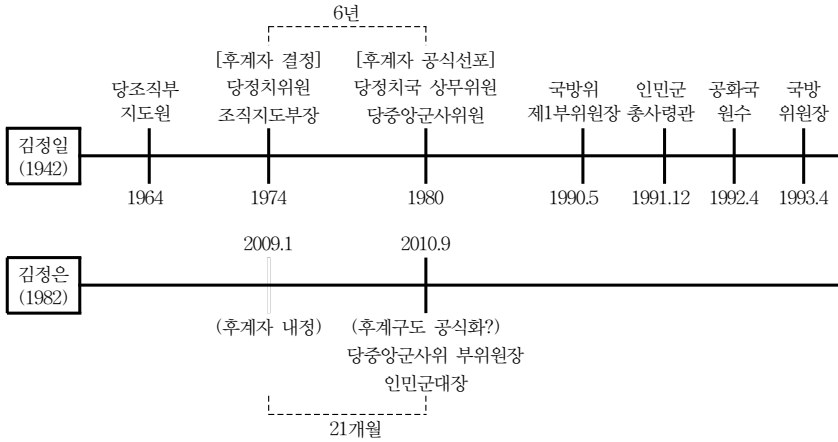 6년
[후계자 결정] [후계자 공식선포]
당조직부 당정치위원 당정치국 상무위원 국방위 인민군 공화국 국방
지도원 조직지도부장 당중앙군사위원 제1부위원장 총사령관 원수 위원장
김정일
(1942)
1964 1974 1980 1990.5 1991.12 1992.4 1993.4
2009.1 2010.9
김정은
(1982)
(후계자 내정) (후계구도 공식화?)
당중앙군사위 부위원장
인민군대장
21개월